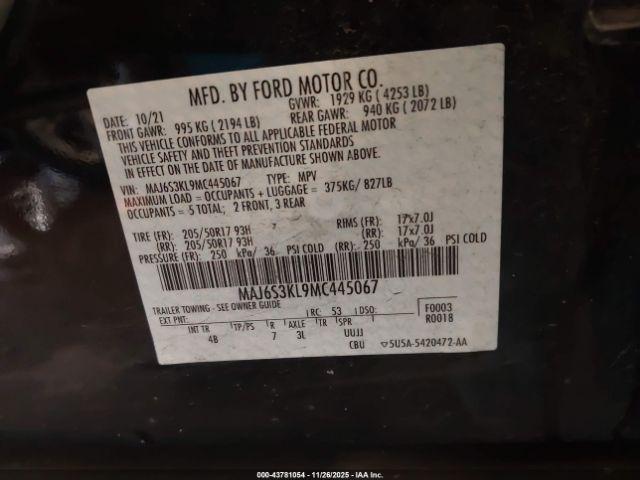 MFD. BY FORD MOTOR CO.
DATE: 10/21 GVWR: 1929 KG ( 4253 LB)
FRONT GAWR: 995 KG ( 2194 LB) REAR GAWR: 940 KG ( 2072 LB)
THIS VEHICLE CONFORMS TO ALL APPLICABLE FEDERAL MOTOR
VEHICLE SAFETY AND THEFT PREVENTION STANDARDS IN
EFFECT ON THE DATE OF MANUFACTURE SHOWN ABOVE.
VIN: MAJ6S3KL9MC445067 TYPE: MPV
MAXIMUM LOAD = OCCUPANTS + LUGGAGE = 375KG/ 827LB
OCCUPANTS = 5 TOTAL; 2 FRONT, 3 REAR
TIRE (FR): 205/50R17 93H RIMS (FR): 17x7.0J
(RR): 205/50R17 93H (RR): 17x7.0J
PRESSURE (FR): 250 kPa/ 36 PSI COLD (RR): 250 kPa/ 36 PSI COLD
MAJ6S3KL9MC445067
TRAILER TOWING - SEE OWNER GUIDE
EXT PNT: RC: 53 DSO: F0003
R0018
INT TR TP/PS R AXLE TR SPR
4B 7 3L UUJJ
CBU ▽5U5A-5420472-AA
000-43781054 - 11/26/2025 - IAA Inc.